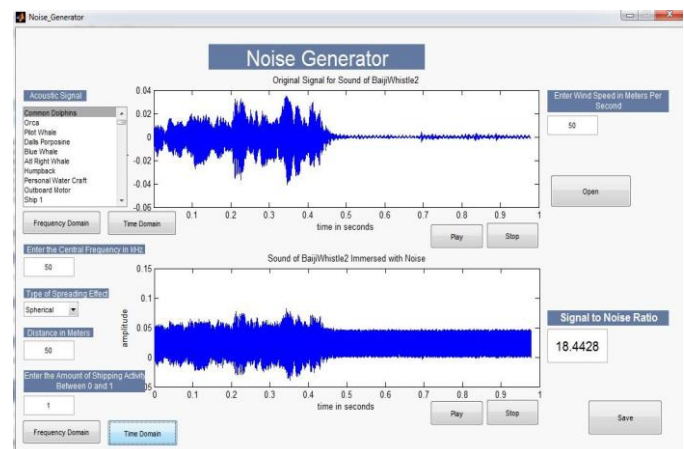 Noise_Generator
Noise Generator
Original Signal for Sound of BaijiWhistle2
Acoustic Signal
Common Dolphins
Orca
Pilot Whale
Dalls Porposine
Blue Whale
Atl Right Whale
Humpback
Personal Water Craft
Outboard Motor
Ship 1
0.04
0.02
0
-0.02
-0.04
-0.06
0.1 0.2 0.3 0.4 0.5 0.6 0.7 0.8 0.9 1
time in seconds
Enter Wind Speed in Meters Per
Second
50
Open
Frequency Domain
Time Domain
Play
Stop
Enter the Central Frequency in kHz
50
Type of Spreading Effect
Spherical
Distance in Meters
50
Enter the Amount of Shipping Activity
Between 0 and 1
1
Frequency Domain
Time Domain
Sound of BaijiWhistle2 Immersed with Noise
0.15
0.1
0.05
0
amplitude
0.1 0.2 0.3 0.4 0.5 0.6 0.7 0.8 0.9 1
time in seconds
Play
Stop
Signal to Noise Ratio
18.4428
Save